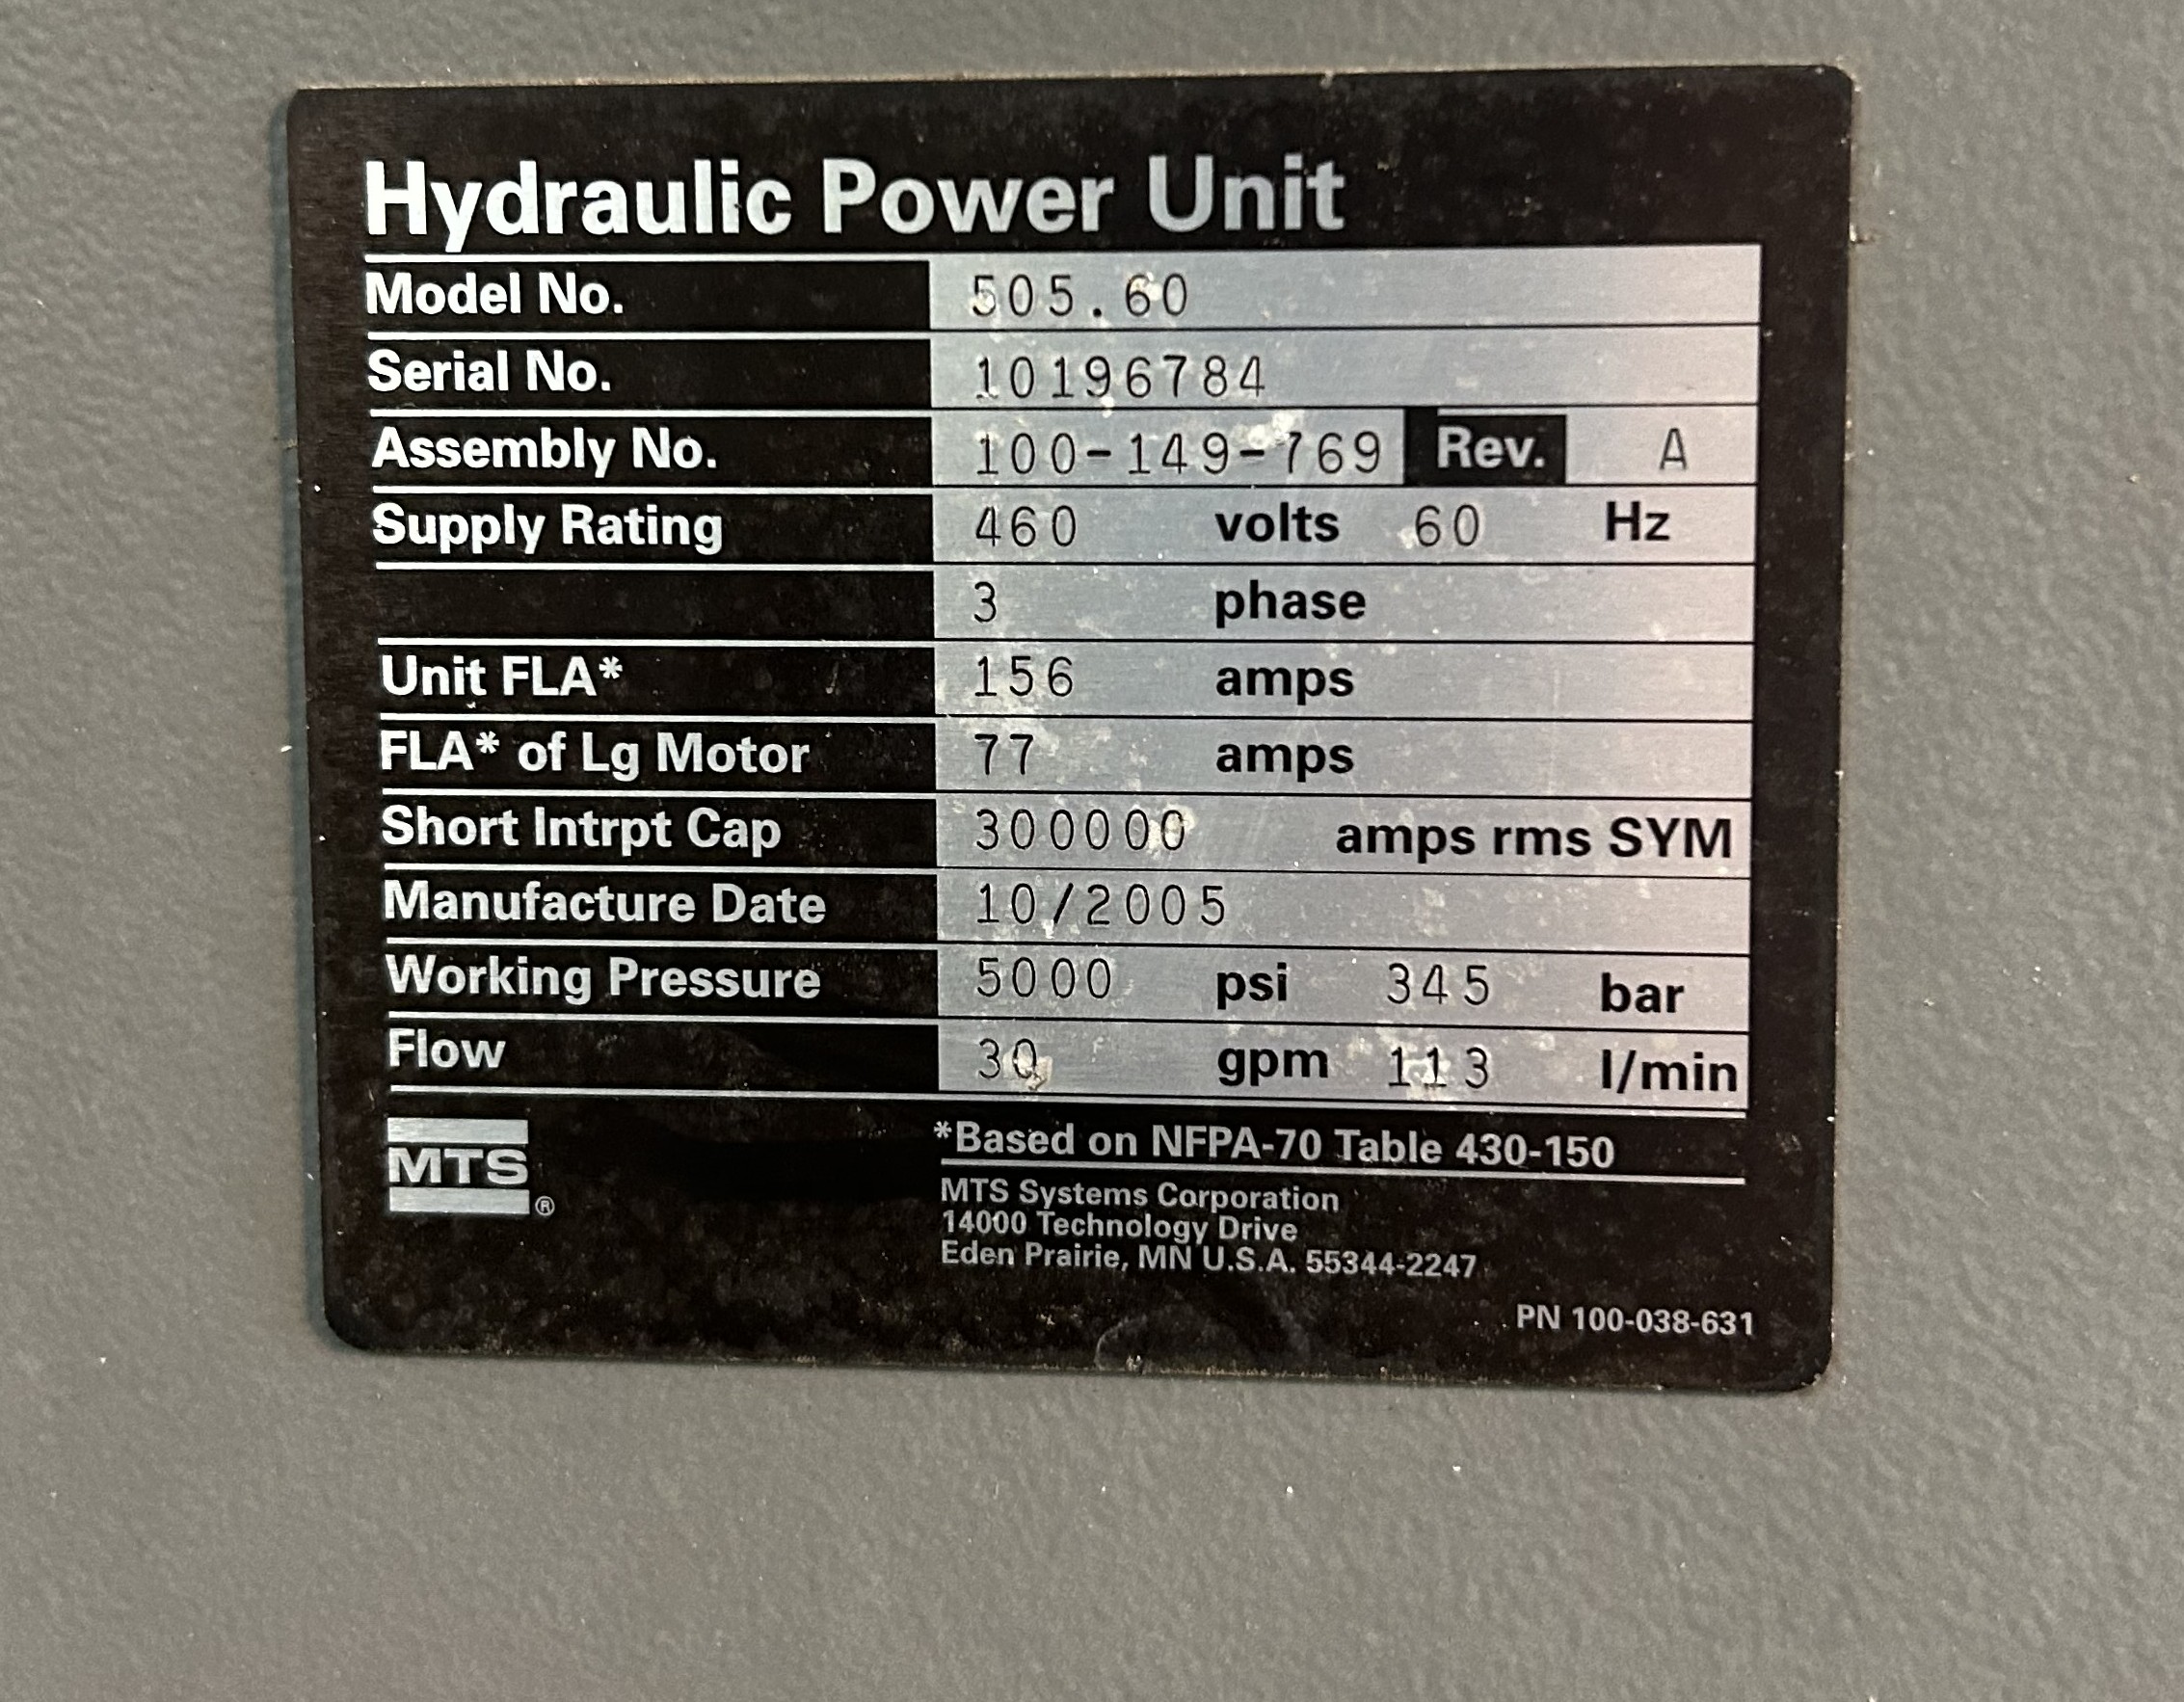 Hydraulic Power Unit
Model No. 505.60
Serial No. 10196784
Assembly No. 100-149-769 Rev. A
Supply Rating 460 volts 60 Hz
3 phase
Unit FLA* 156 amps
FLA* of Lg Motor 77 amps
Short Intrpt Cap 300000 amps rms SYM
Manufacture Date 10/2005
Working Pressure 5000 psi 345 bar
Flow 30 gpm 113 l/min
MTS ®
*Based on NFPA-70 Table 430-150
MTS Systems Corporation
14000 Technology Drive
Eden Prairie, MN U.S.A. 55344-2247
PN 100-038-631